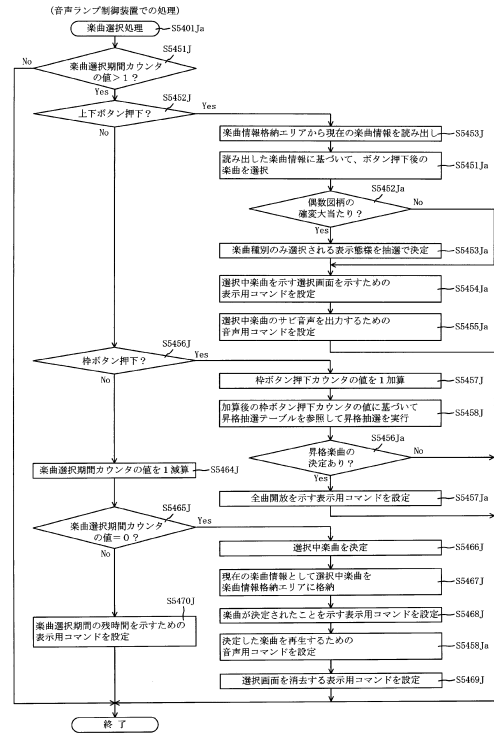 (音声ランプ制御装置での処理)
楽曲選択処理
S5401Ja
S5451J
楽曲選択期間カウンタ
の値>1?
No
Yes
S5452J
上下ボタン押下?
Yes
No
楽曲情報格納エリアから現在の楽曲情報を読み出し
S5453J
読み出した楽曲情報に基づいて、ボタン押下後の
楽曲を選択
S5451Ja
S5452Ja
偶数図柄の
確変大当たり?
No
Yes
楽曲種別のみ選択される表示態様を抽選で決定
S5453Ja
選択中楽曲を示す選択画面を示すための
表示用コマンドを設定
S5454Ja
選択中楽曲のサビ音声を出力するための
音声用コマンドを設定
S5455Ja
S5456J
枠ボタン押下?
Yes
No
枠ボタン押下カウンタの値を1加算
S5457J
加算後の枠ボタン押下カウンタの値に基づいて
昇格抽選テーブルを参照して昇格抽選を実行
S5458J
S5456Ja
昇格楽曲の
決定あり?
No
Yes
全曲開放を示す表示用コマンドを設定
S5457Ja
楽曲選択期間カウンタの値を1減算
S5464J
S5465J
楽曲選択期間カウンタ
の値=0?
Yes
No
選択中楽曲を決定
S5466J
現在の楽曲情報として選択中楽曲を
楽曲情報格納エリアに格納
S5467J
楽曲が決定されたことを示す表示用コマンドを設定
S5468J
決定した楽曲を再生するための
音声用コマンドを設定
S5458Ja
選択画面を消去する表示用コマンドを設定
S5469J
S5470J
楽曲選択期間の残時間を示すための
表示用コマンドを設定
終了